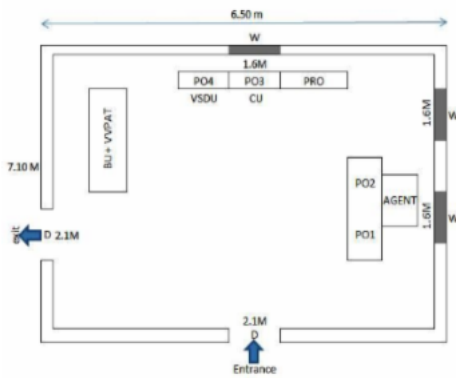 6.50 m
W
1.6M
PO4 PO3 PRO
VSDU CU
BU+ VVPAT
1.6M
W
7.10 M
PO2
AGENT
PO1
1.6M
W
exit
D 2.1M
2.1M
D
Entrance